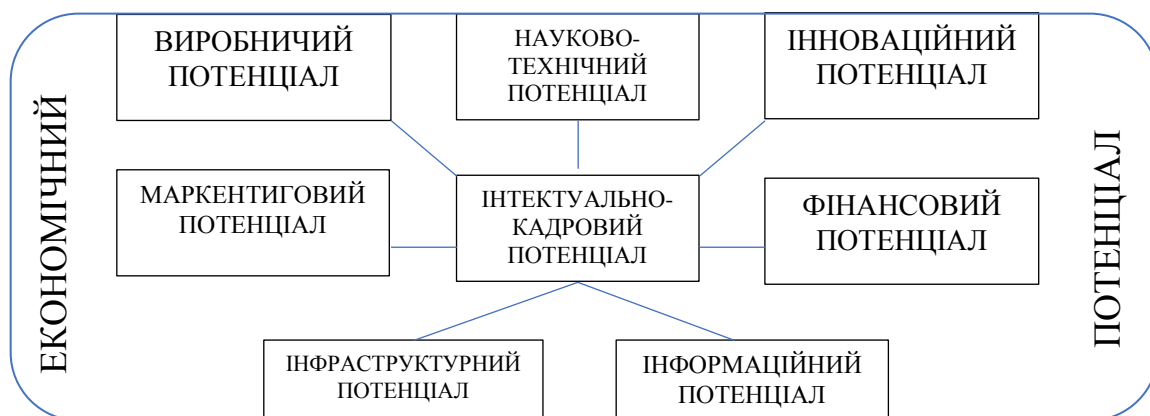 ЕКОНОМІЧНИЙ
ВИРОБНИЧИЙ
ПОТЕНЦІАЛ
НАУКОВО-
ТЕХНІЧНИЙ
ПОТЕНЦІАЛ
ІННОВАЦІЙНИЙ
ПОТЕНЦІАЛ
МАРКЕНТИГОВИЙ
ПОТЕНЦІАЛ
ІНТЕКТУАЛЬНО-
КАДРОВИЙ
ПОТЕНЦІАЛ
ФІНАНСОВИЙ
ПОТЕНЦІАЛ
ІНФРАСТРУКТУРНИЙ
ПОТЕНЦІАЛ
ІНФОРМАЦІЙНИЙ
ПОТЕНЦІАЛ
ПОТЕНЦІАЛ